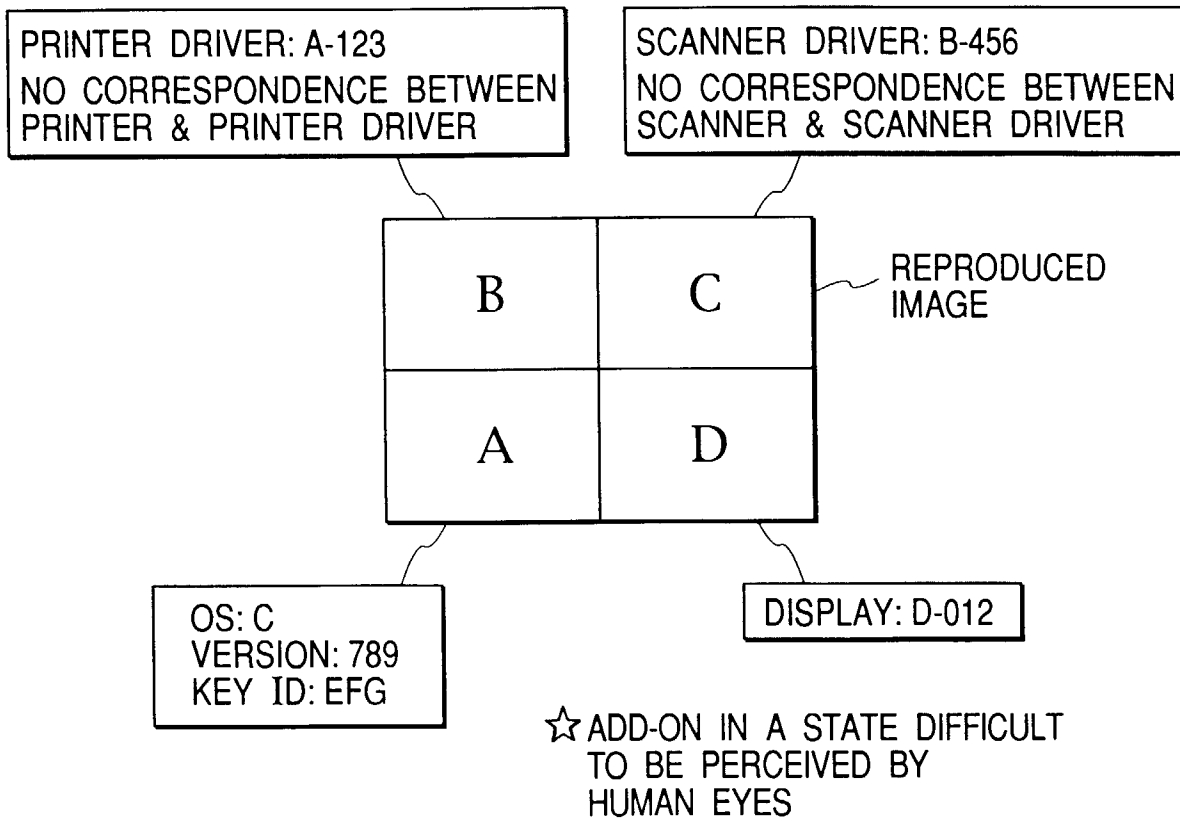 PRINTER DRIVER: A-123
NO CORRESPONDENCE BETWEEN
PRINTER & PRINTER DRIVER
SCANNER DRIVER: B-456
NO CORRESPONDENCE BETWEEN
SCANNER & SCANNER DRIVER
B
C
REPRODUCED
IMAGE
A
D
OS: C
VERSION: 789
KEY ID: EFG
DISPLAY: D-012
☆ ADD-ON IN A STATE DIFFICULT
TO BE PERCEIVED BY
HUMAN EYES